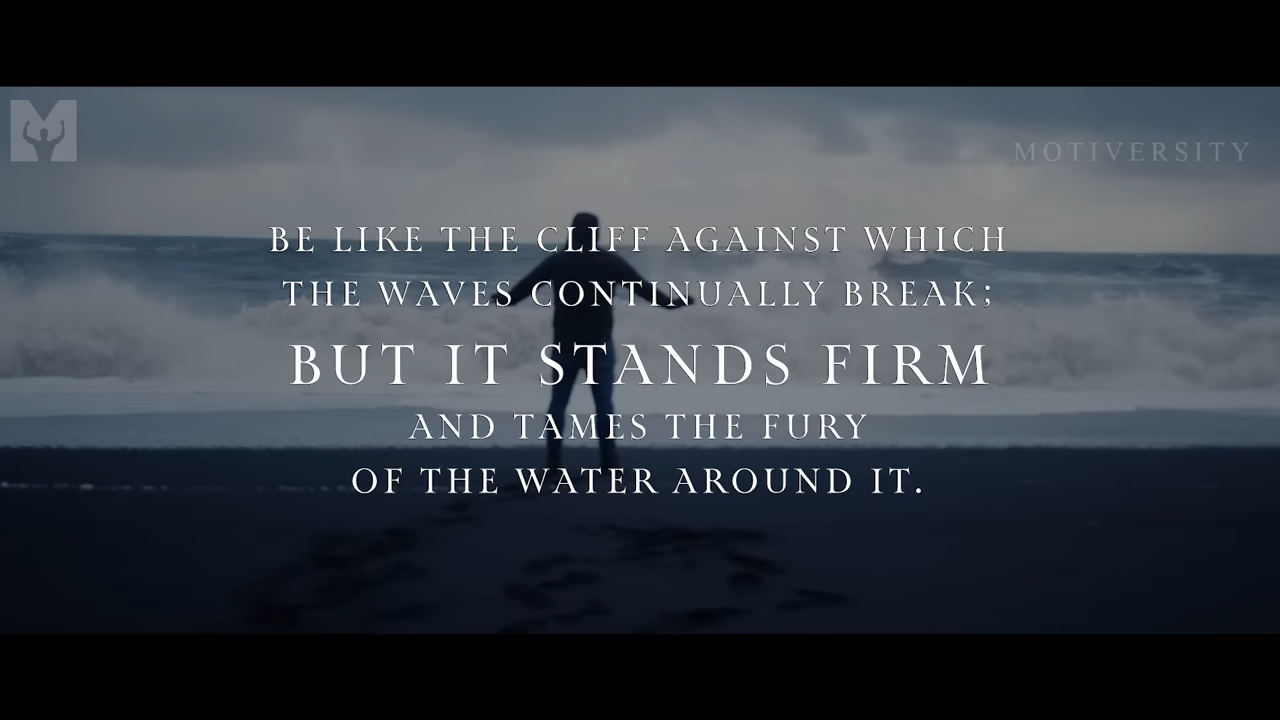 MOTIVERSITY
BE LIKE THE CLIFF AGAINST WHICH
THE WAVES CONTINUALLY BREAK;
BUT IT STANDS FIRM
AND TAMES THE FURY
OF THE WATER AROUND IT.